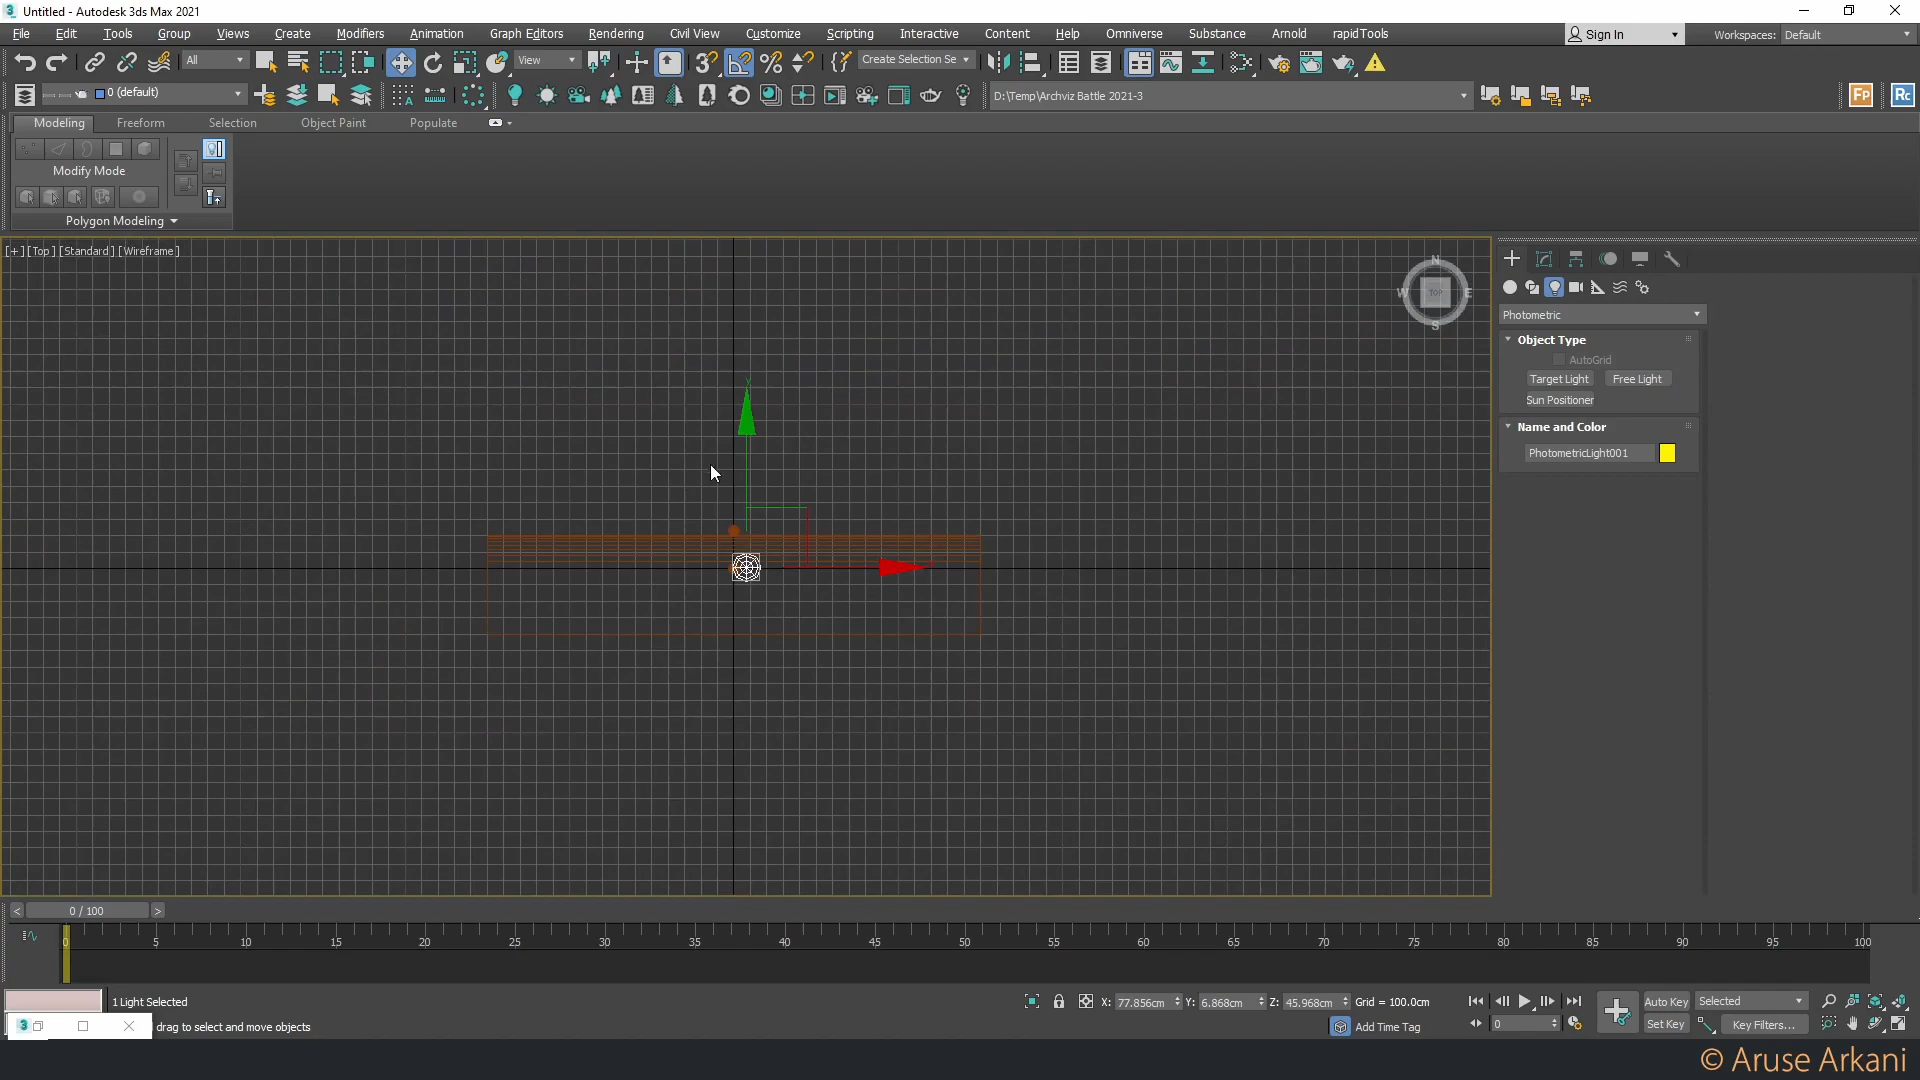 Untitled - Autodesk 3ds Max 2021
File Edit Tools Group Views Create Modifiers Animation Graph Editors Rendering Civil View Customize Scripting Interactive Content Help Omniverse Substance Arnold rapidTools Sign In Workspaces: Default
All View Create Selection Se
0 (default) D:\Temp\Archviz Battle 2021-3 Fp Rc
Modeling Freeform Selection Object Paint Populate
Modify Mode
Polygon Modeling
[+] [Top] [Standard] [Wireframe]
N
W TOP E
S
Photometric
Object Type
AutoGrid
Target Light Free Light
Sun Positioner
Name and Color
PhotometricLight001
y
0 / 100
0 5 10 15 20 25 30 35 40 45 50 55 60 65 70 75 80 85 90 95 100
1 Light Selected X: 77.856cm Y: 6.868cm Z: 45.968cm Grid = 100.0cm Auto Key Selected
drag to select and move objects Add Time Tag 0 Set Key Key Filters...
© Aruse Arkani